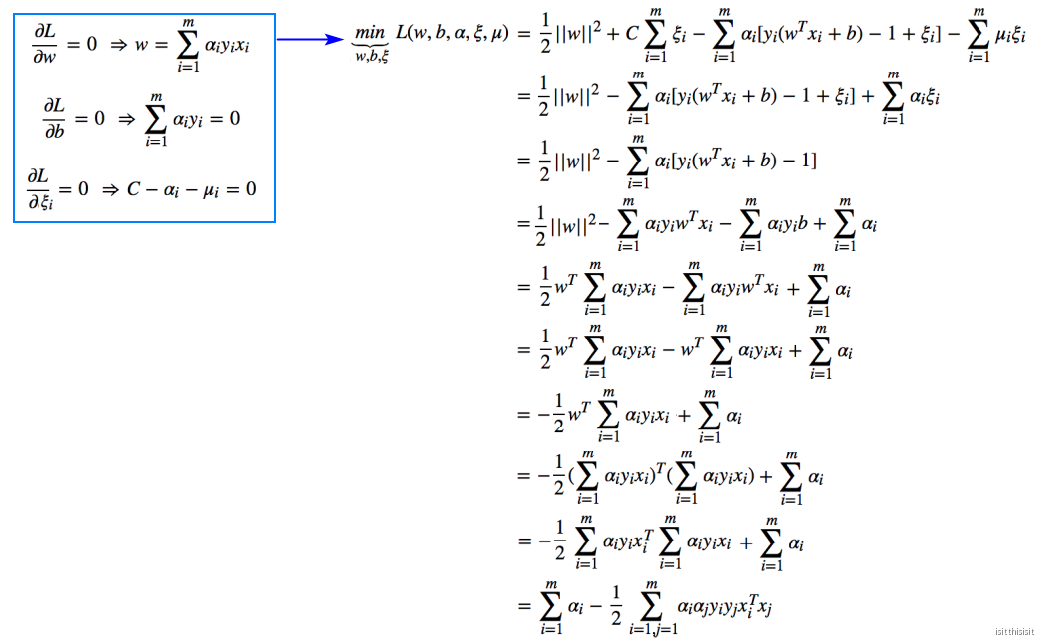 ∂L/∂w = 0 ⇒ w = ∑_{i=1}^{m} α_i y_i x_i
∂L/∂b = 0 ⇒ ∑_{i=1}^{m} α_i y_i = 0
∂L/∂ξ_i = 0 ⇒ C − α_i − μ_i = 0
min_{w,b,ξ} L(w, b, α, ξ, μ) = 1/2 ||w||² + C ∑_{i=1}^{m} ξ_i − ∑_{i=1}^{m} α_i[y_i(w^T x_i + b) − 1 + ξ_i] − ∑_{i=1}^{m} μ_i ξ_i
= 1/2 ||w||² − ∑_{i=1}^{m} α_i[y_i(w^T x_i + b) − 1 + ξ_i] + ∑_{i=1}^{m} α_i ξ_i
= 1/2 ||w||² − ∑_{i=1}^{m} α_i[y_i(w^T x_i + b) − 1]
= 1/2 ||w||² − ∑_{i=1}^{m} α_i y_i w^T x_i − ∑_{i=1}^{m} α_i y_i b + ∑_{i=1}^{m} α_i
= 1/2 w^T ∑_{i=1}^{m} α_i y_i x_i − ∑_{i=1}^{m} α_i y_i w^T x_i + ∑_{i=1}^{m} α_i
= 1/2 w^T ∑_{i=1}^{m} α_i y_i x_i − w^T ∑_{i=1}^{m} α_i y_i x_i + ∑_{i=1}^{m} α_i
= − 1/2 w^T ∑_{i=1}^{m} α_i y_i x_i + ∑_{i=1}^{m} α_i
= − 1/2 (∑_{i=1}^{m} α_i y_i x_i)^T (∑_{i=1}^{m} α_i y_i x_i) + ∑_{i=1}^{m} α_i
= − 1/2 ∑_{i=1}^{m} α_i y_i x_i^T ∑_{i=1}^{m} α_i y_i x_i + ∑_{i=1}^{m} α_i
= ∑_{i=1}^{m} α_i − 1/2 ∑_{i=1,j=1}^{m} α_i α_j y_i y_j x_i^T x_j
isitthisisit